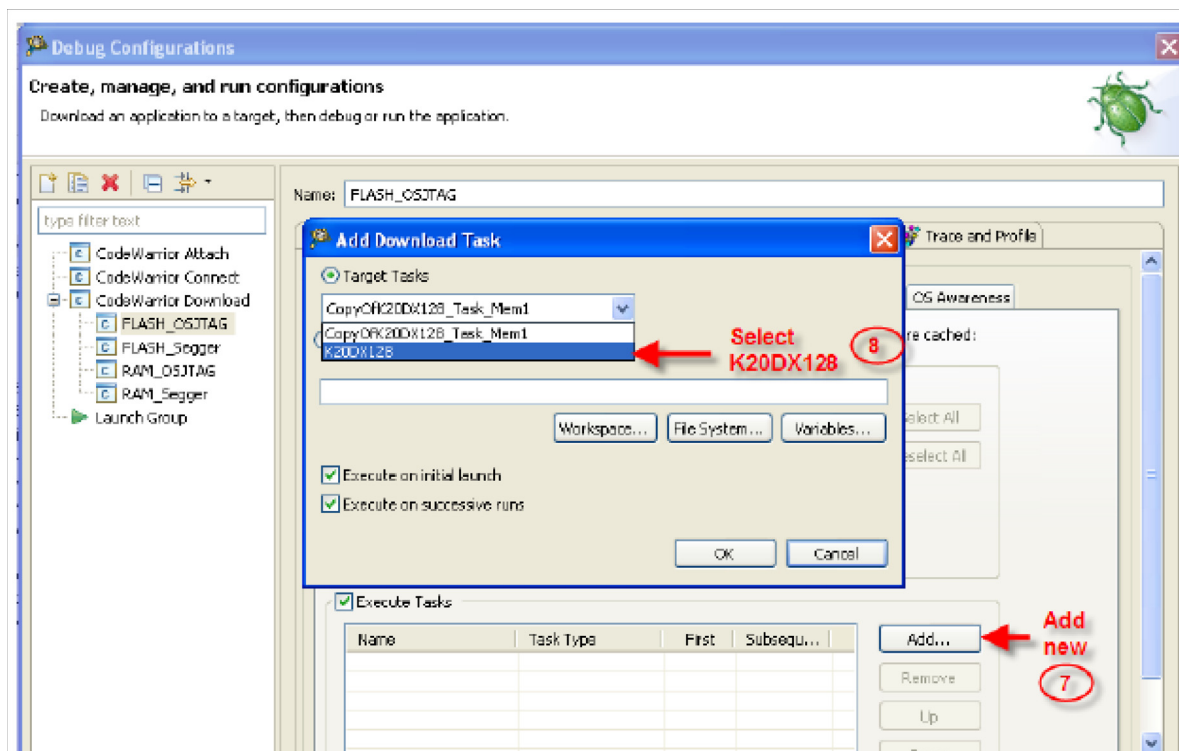 Debug Configurations
Create, manage, and run configurations
Download an application to a target, then debug or run the application.
type filter text
CodeWarrior Attach
CodeWarrior Connect
CodeWarrior Download
FLASH_OSJTAG
FLASH_Segger
RAM_OSJTAG
RAM_Segger
Launch Group
Name: FLASH_OSJTAG
Trace and Profile
OS Awareness
re cached:
Add Download Task
Target Tasks
CopyOfK20DX128_Task_Mem1
CopyOfK20DX128_Task_Mem1
K20DX128
Select
K20DX128
8
Workspace... File System... Variables...
Select All
eselect All
Execute on initial launch
Execute on successive runs
OK Cancel
Execute Tasks
Name Task Type First Subsequ...
Add...
Remove
Up
Add
new
7